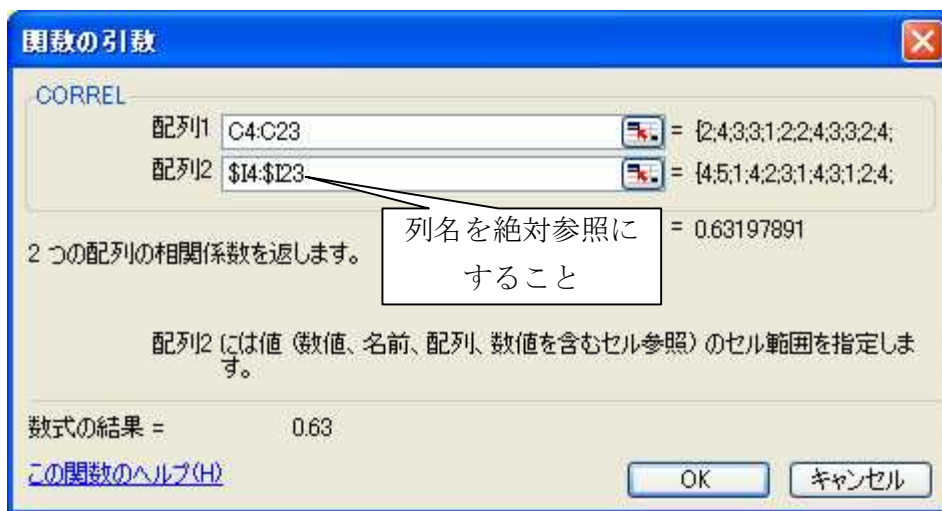 関数の引数
CORREL
配列1 C4:C23 = {2;4;3;3;1;2;2;4;3;3;2;4;
配列2 $I4:$I23 = {4;5;1;4;2;3;1;4;3;1;2;4;
列名を絶対参照に
すること
= 0.63197891
2 つの配列の相関係数を返します。
配列2 には値 (数値、名前、配列、数値を含むセル参照) のセル範囲を指定しま
す。
数式の結果 = 0.63
この関数のヘルプ(H)
OK キャンセル